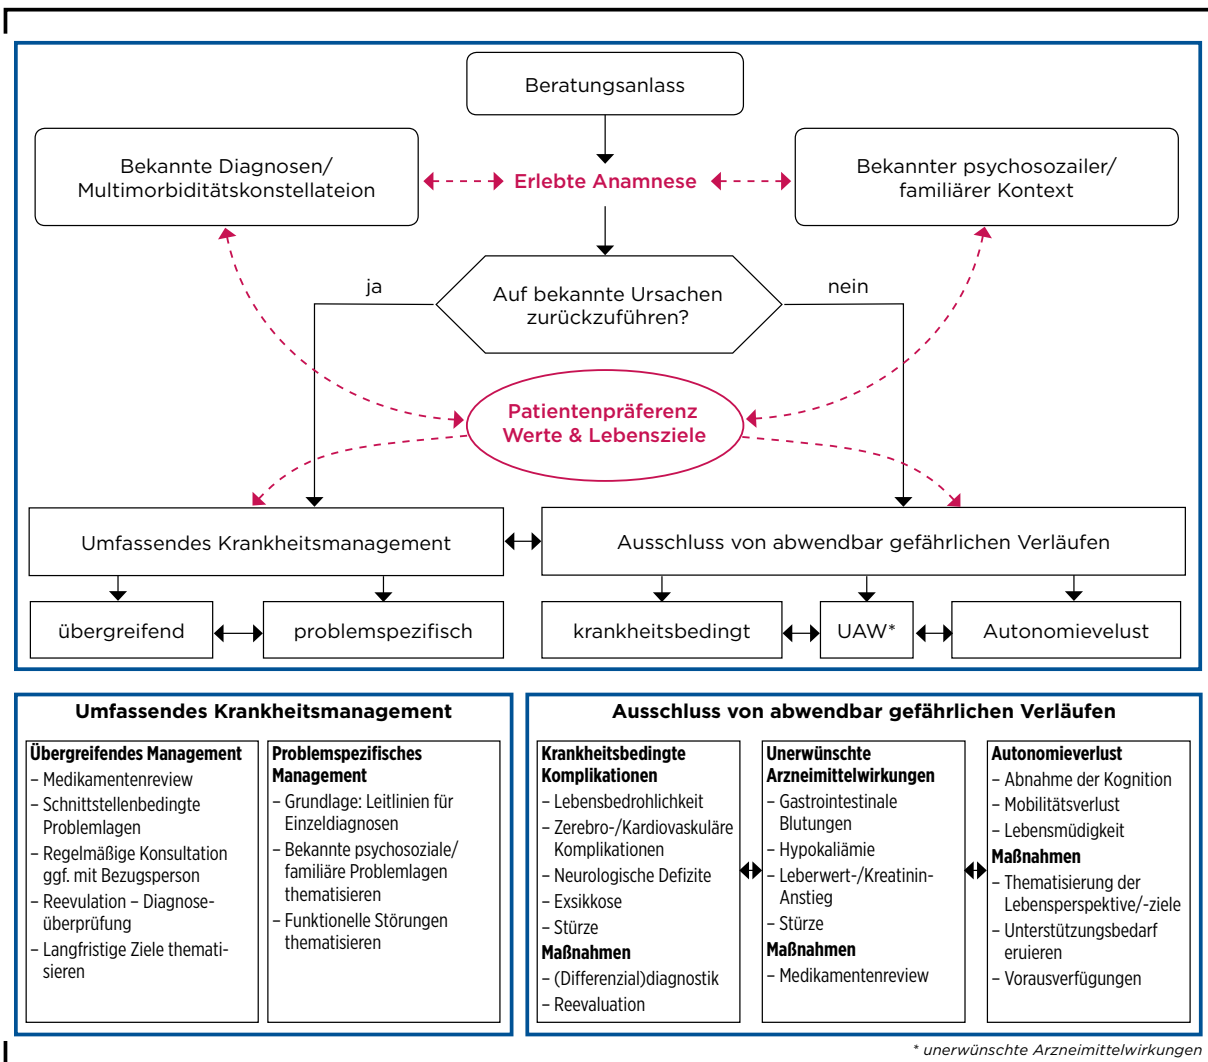 Beratungsanlass
Bekannte Diagnosen/
Multimorbiditätskonstellateion
Erlebte Anamnese
Bekannter psychosozailer/
familiärer Kontext
ja
Auf bekannte Ursachen
zurückzuführen?
nein
Patientenpräferenz
Werte & Lebensziele
Umfassendes Krankheitsmanagement
Ausschluss von abwendbar gefährlichen Verläufen
übergreifend
problemspezifisch
krankheitsbedingt
UAW*
Autonomievelust
Umfassendes Krankheitsmanagement
Übergreifendes Management
– Medikamentenreview
– Schnittstellenbedingte
Problemlagen
– Regelmäßige Konsultation
ggf. mit Bezugsperson
– Reevulation – Diagnose-
überprüfung
– Langfristige Ziele themati-
sieren
Problemspezifisches
Management
– Grundlage: Leitlinien für
Einzeldiagnosen
– Bekannte psychosoziale/
familiäre Problemlagen
thematisieren
– Funktionelle Störungen
thematisieren
Ausschluss von abwendbar gefährlichen Verläufen
Krankheitsbedingte
Komplikationen
– Lebensbedrohlichkeit
– Zerebro-/Kardiovaskuläre
Komplikationen
– Neurologische Defizite
– Exsikkose
– Stürze
Maßnahmen
– (Differenzial)diagnostik
– Reevaluation
Unerwünschte
Arzneimittelwirkungen
– Gastrointestinale
Blutungen
– Hypokaliämie
– Leberwert-/Kreatinin-
Anstieg
– Stürze
Maßnahmen
– Medikamentenreview
Autonomieverlust
– Abnahme der Kognition
– Mobilitätsverlust
– Lebensmüdigkeit
Maßnahmen
– Thematisierung der
Lebensperspektive/-ziele
– Unterstützungsbedarf
eruieren
– Vorausverfügungen
* unerwünschte Arzneimittelwirkungen